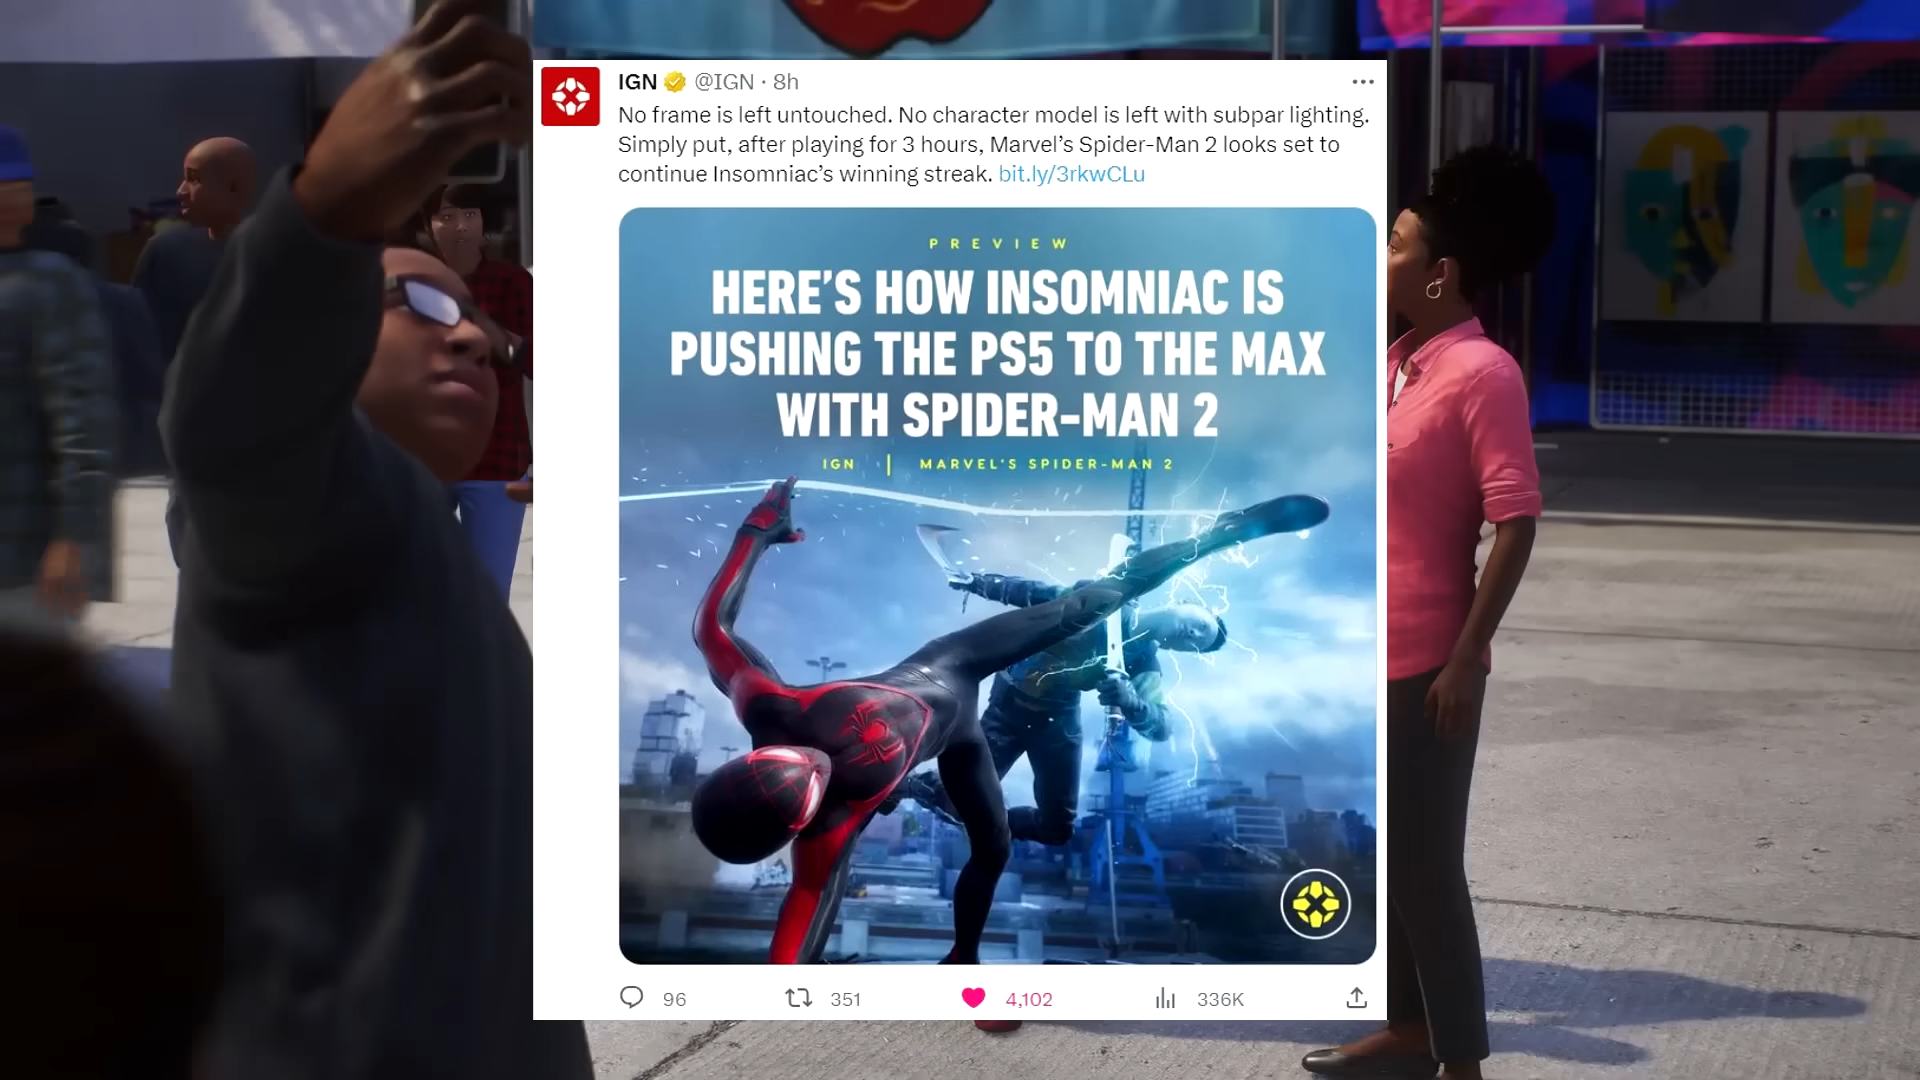 IGN @IGN · 8h
No frame is left untouched. No character model is left with subpar lighting.
Simply put, after playing for 3 hours, Marvel’s Spider-Man 2 looks set to
continue Insomniac’s winning streak. bit.ly/3rkwCLu
PREVIEW
HERE’S HOW INSOMNIAC IS
PUSHING THE PS5 TO THE MAX
WITH SPIDER-MAN 2
IGN | MARVEL’S SPIDER-MAN 2
96 351 4,102 336K